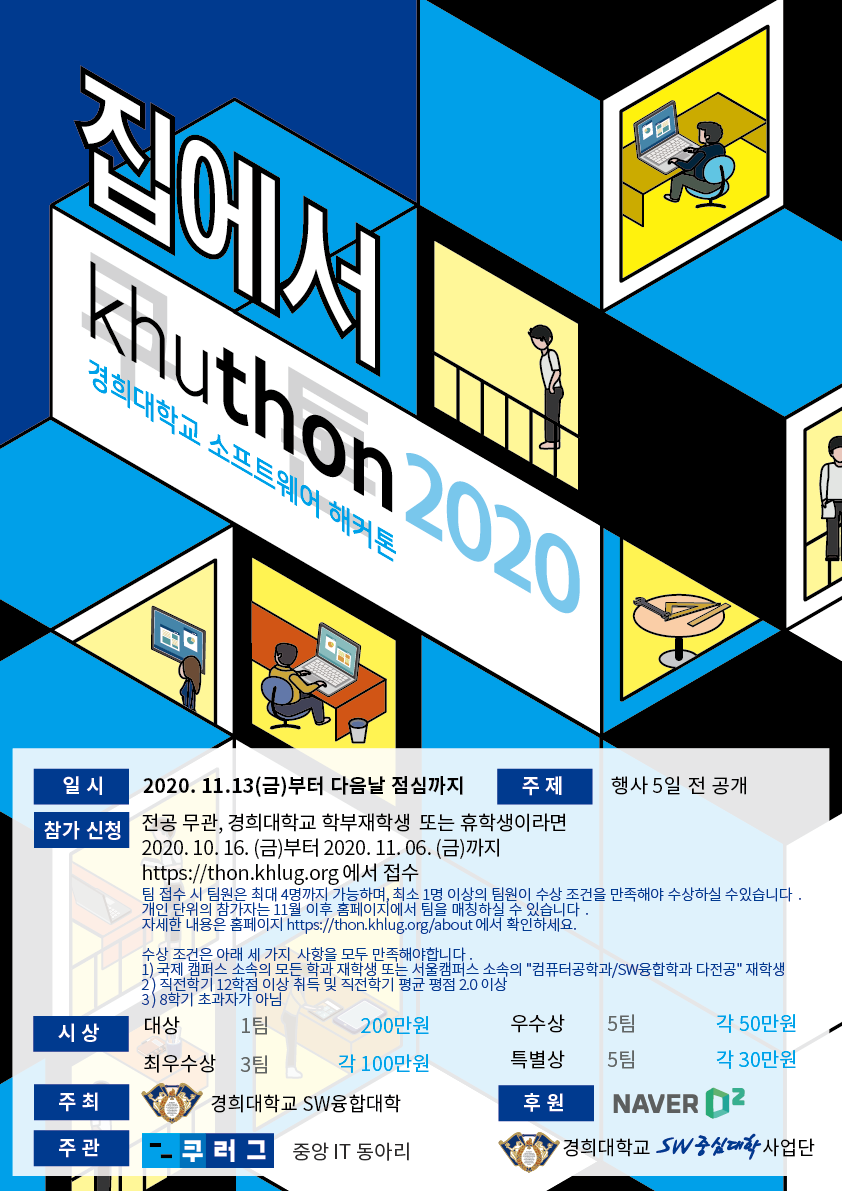 집에서
khuthon
2020
경희대학교 소프트웨어 해커톤
일 시
2020. 11.13(금)부터 다음날 점심까지
주 제
행사 5일 전 공개
참가 신청
전공 무관, 경희대학교 학부재학생 또는 휴학생이라면
2020. 10. 16. (금)부터 2020. 11. 06. (금)까지
https://thon.khlug.org 에서 접수
팀 접수 시 팀원은 최대 4명까지 가능하며, 최소 1명 이상의 팀원이 수상 조건을 만족해야 수상하실 수있습니다 .
개인 단위의 참가자는 11월 이후 홈페이지에서 팀을 매칭하실 수 있습니다 .
자세한 내용은 홈페이지 https://thon.khlug.org/about 에서 확인하세요.
수상 조건은 아래 세 가지 사항을 모두 만족해야합니다 .
1) 국제 캠퍼스 소속의 모든 학과 재학생 또는 서울캠퍼스 소속의 "컴퓨터공학과/SW융합학과 다전공" 재학생
2 ) 직전학기 12학점 이상 취득 및 직전학기 평균 평점 2.0 이상
3 ) 8학기 초과자가 아님
시 상
대상 1팀 200만원
우수상 5팀 각 50만원
최우수상 3팀 각 100만원
특별상 5팀 각 30만원
주 최
경희대학교 SW융합대학
후 원
NAVER D2
주 관
쿠러그
중앙 IT 동아리
경희대학교 SW중심대학 사업단